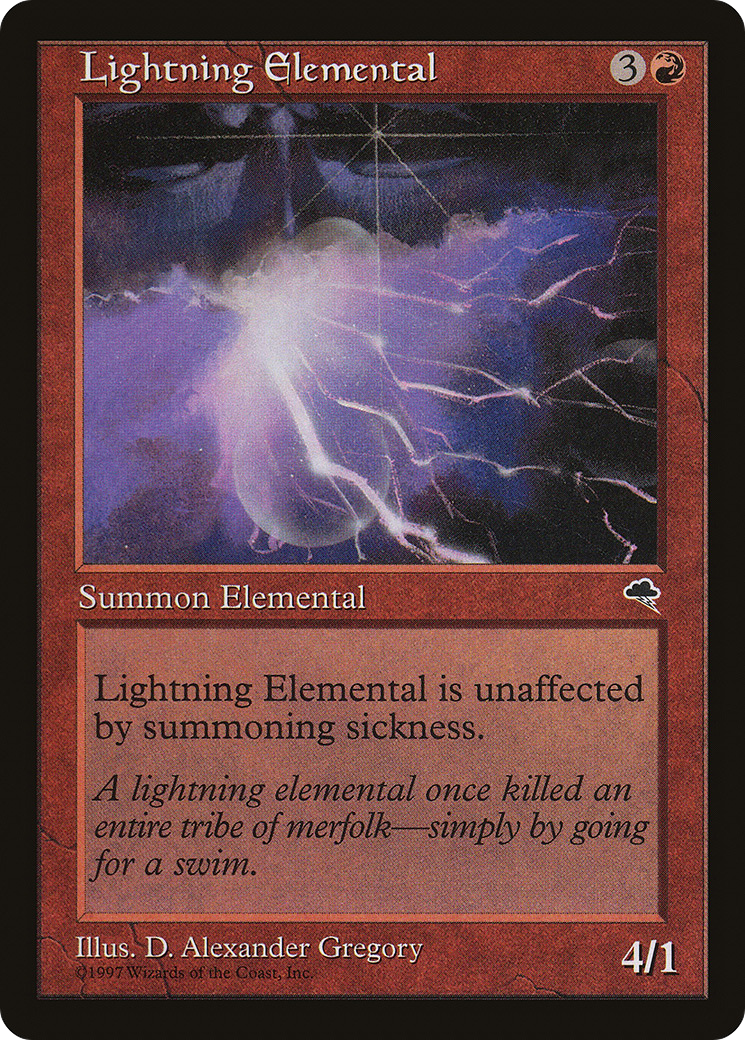 Lightning Elemental 3
Summon Elemental
Lightning Elemental is unaffected
by summoning sickness.
A lightning elemental once killed an
entire tribe of merfolk—simply by going
for a swim.
Illus. D. Alexander Gregory
©1997 Wizards of the Coast, Inc.
4/1